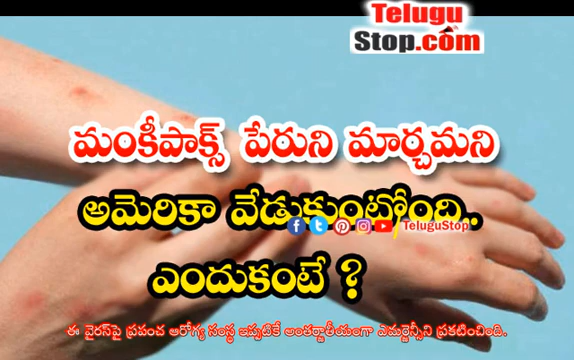 Telugu
Stop.com
మంకీపాక్స్ పేరుని మార్చమని
అమెరికా వేడుకుంటోంది..
TeluguStop
ఎందుకంటే ?
ఈ వైరస్‌పై ప్రపంచ ఆరోగ్య సంస్థ ఇప్పటికే అంతర్జాతీయంగా ఎమర్జెన్సీని ప్రకటించింది.